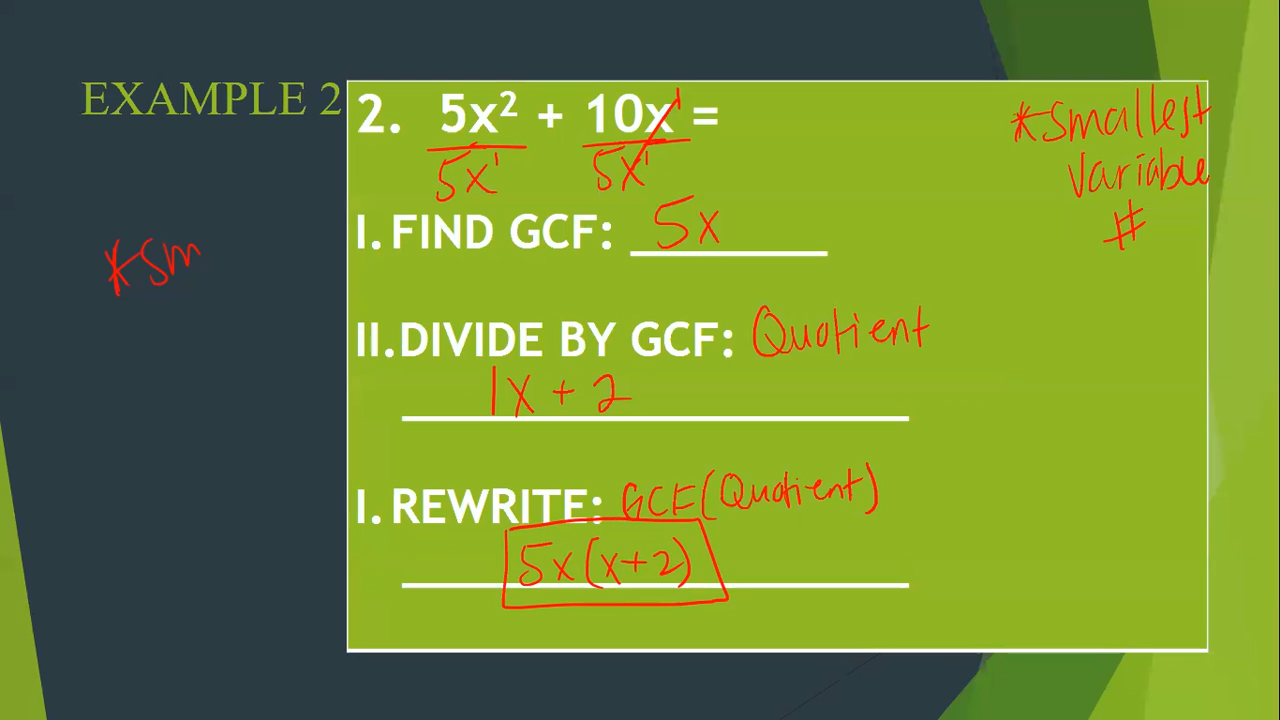 EXAMPLE 2
2. 5x² + 10x¹ =
5x¹ 5x¹
*smallest
variable
#
I. FIND GCF: 5x
*sm
II. DIVIDE BY GCF: Quotient
1x + 2
I. REWRITE: GCF(Quotient)
5x(x+2)